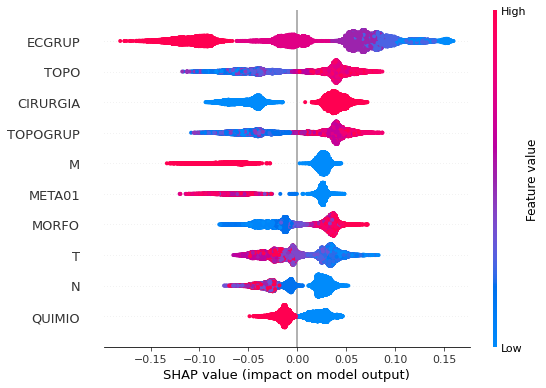 High
ECGRUP
TOPO
CIRURGIA
TOPOGRUP
M
META01
MORFO
T
N
QUIMIO
Feature value
Low
−0.15 −0.10 −0.05 0.00 0.05 0.10 0.15
SHAP value (impact on model output)